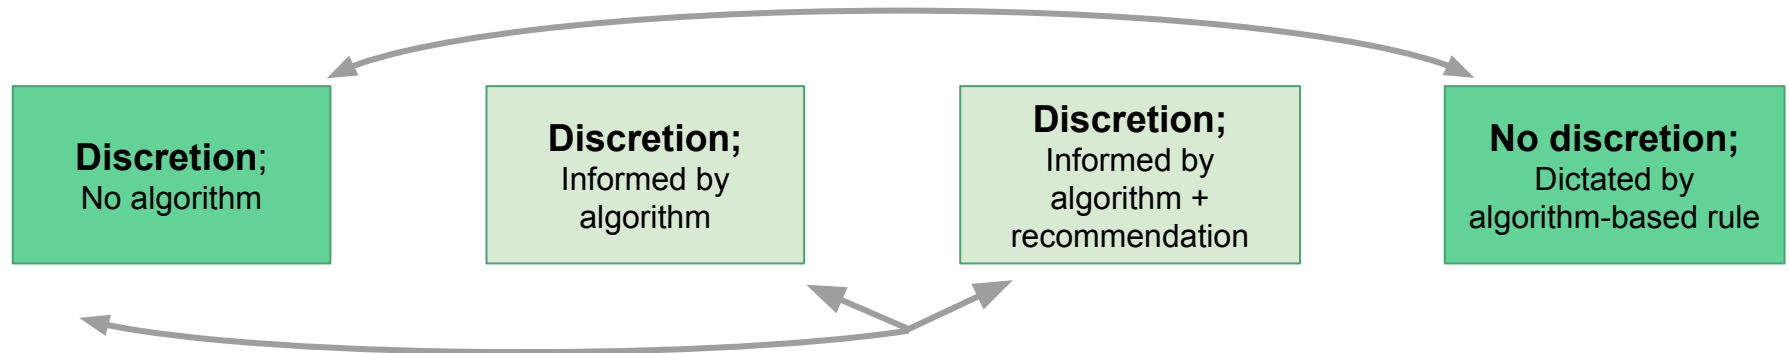 Discretion;
No algorithm
Discretion;
Informed by
algorithm
Discretion;
Informed by
algorithm +
recommendation
No discretion;
Dictated by
algorithm-based rule